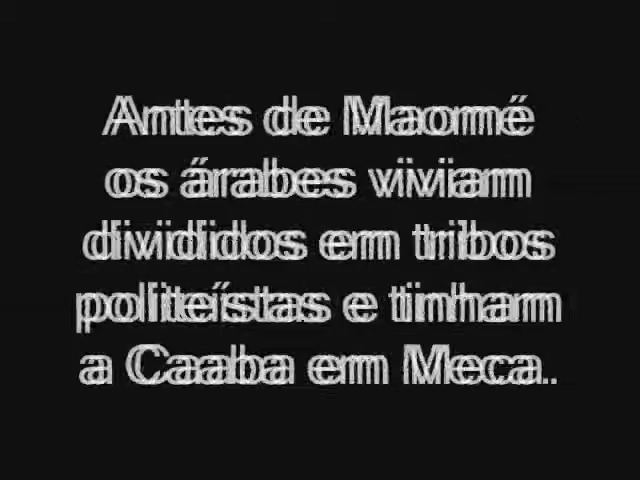 Antes de Maomé
os árabes viviam
divididos em tribos
politeístas e tinham
a Caaba em Meca.